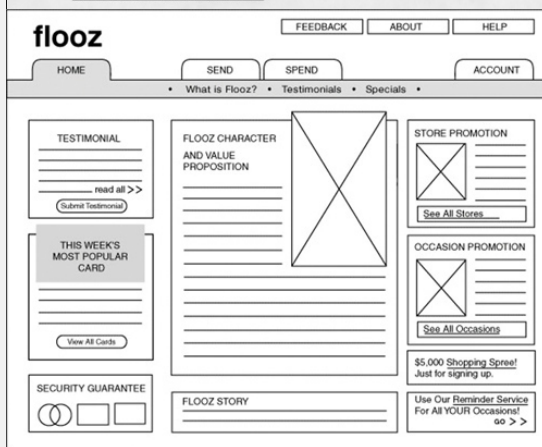 FEEDBACK
ABOUT
HELP
flooz
HOME
SEND
SPEND
ACCOUNT
• What is Flooz? • Testimonials • Specials •
TESTIMONIAL
read all >>
Submit Testimonial
THIS WEEK'S
MOST POPULAR
CARD
View All Cards
SECURITY GUARANTEE
FLOOZ CHARACTER
AND VALUE
PROPOSITION
FLOOZ STORY
STORE PROMOTION
See All Stores
OCCASION PROMOTION
See All Occasions
$5,000 Shopping Spree!
Just for signing up.
Use Our Reminder Service
For All YOUR Occasions!
GO > >